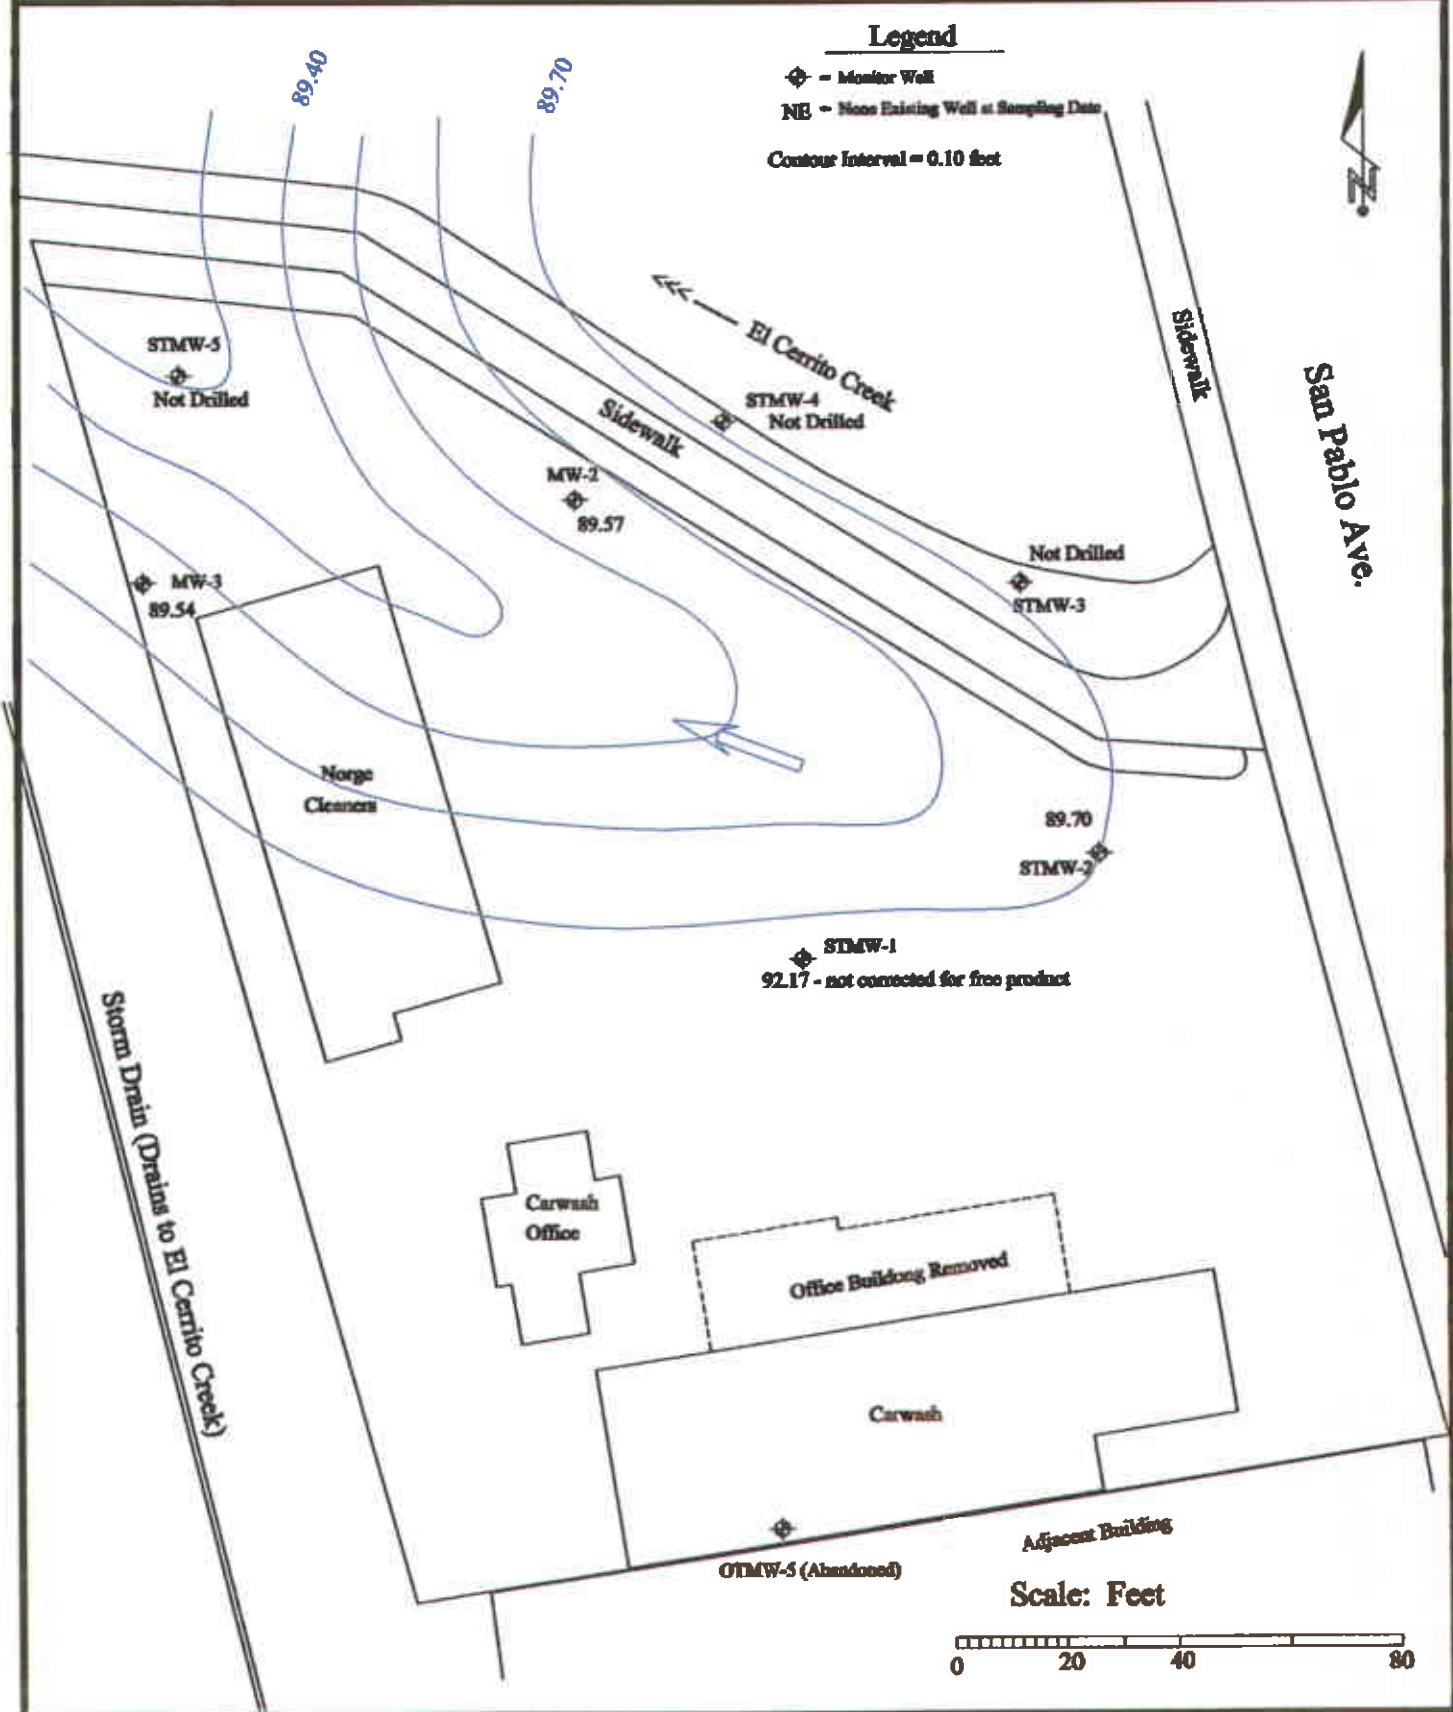 Legend
= Monitor Well
NE = None Existing Well at Sampling Date
Contour Interval = 0.10 feet
N
89.40
89.70
El Cerrito Creek
Sidewalk
San Pablo Ave.
STMW-5
Not Drilled
STMW-4
Not Drilled
Sidewalk
MW-2
89.57
Not Drilled
STMW-3
MW-3
89.54
Norge
Cleaners
89.70
STMW-2
STMW-1
92.17 - not corrected for free product
Storm Drain (Drains to El Cerrito Creek)
Carwash
Office
Office Buildong Removed
Carwash
OTMW-5 (Abandoned)
Adjacent Building
Scale: Feet
0 20 40 80